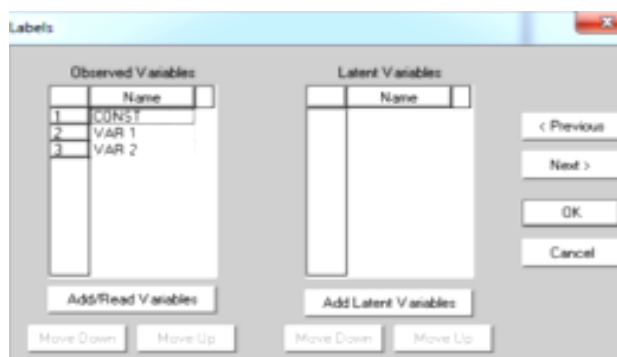 Labels
Observed Variables
Name
1 CONST
2 VAR 1
3 VAR 2
Add/Read Variables
Move Down Move Up
Latent Variables
Name
Add Latent Variables
Move Down Move Up
< Previous
Next >
OK
Cancel